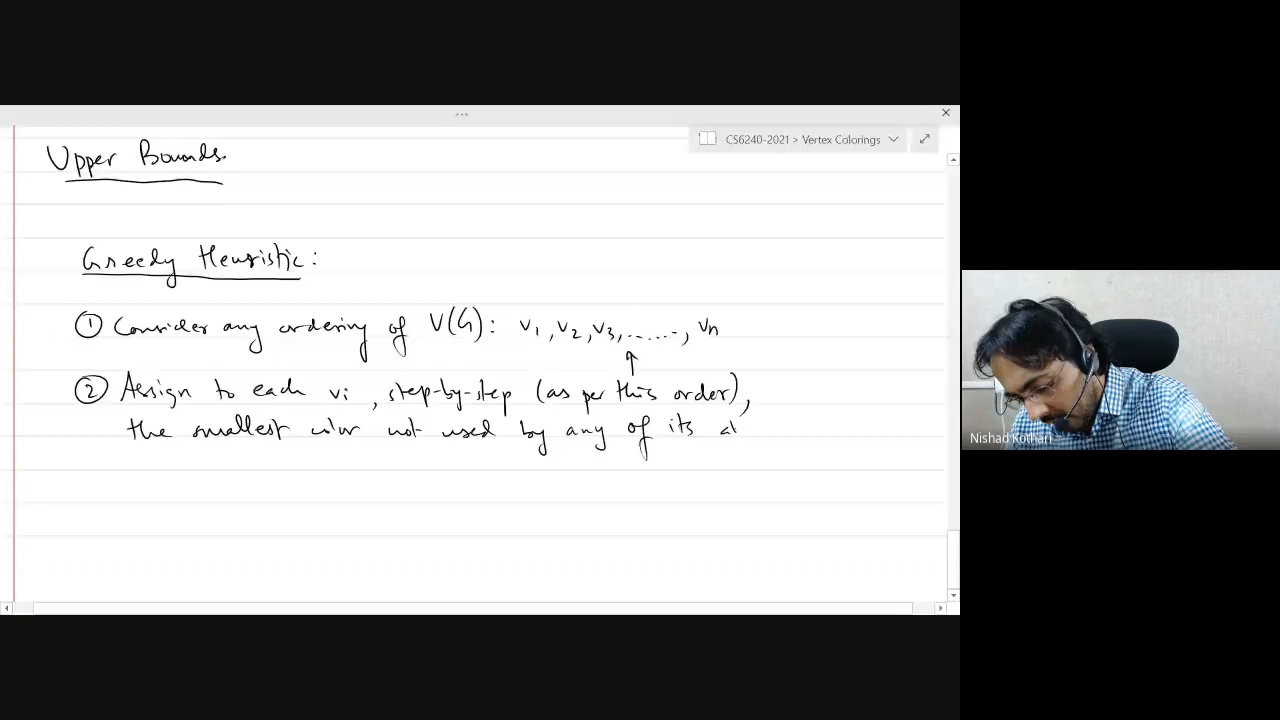 CS6240-2021 > Vertex Colorings
Upper Bounds
Greedy Heuristic:
① Consider any ordering of V(G): v1, v2, v3, ......., vn
② Assign to each vi, step-by-step (as per this order),
the smallest color not used by any of its
Nishad Kothari